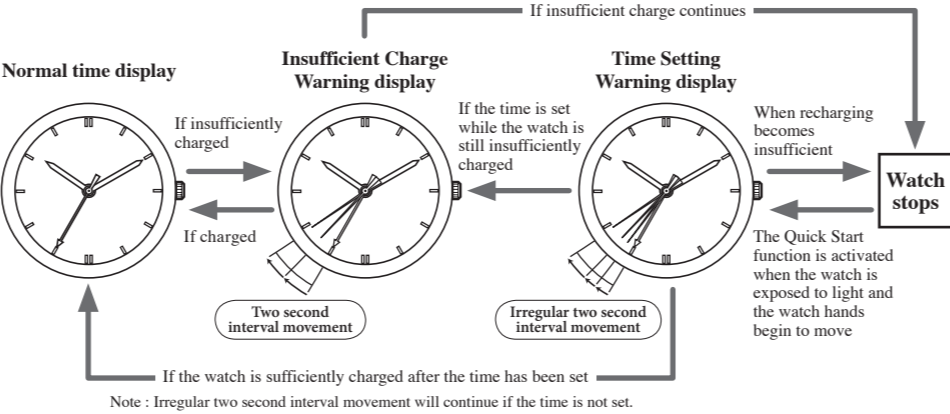 If insufficient charge continues
Normal time display
Insufficient Charge
Warning display
Time Setting
Warning display
If insufficiently
charged
If the time is set
while the watch is
still insufficiently
charged
When recharging
becomes
insufficient
Watch
stops
If charged
The Quick Start
function is activated
when the watch is
exposed to light and
the watch hands
begin to move
Two second
interval movement
Irregular two second
interval movement
If the watch is sufficiently charged after the time has been set
Note : Irregular two second interval movement will continue if the time is not set.